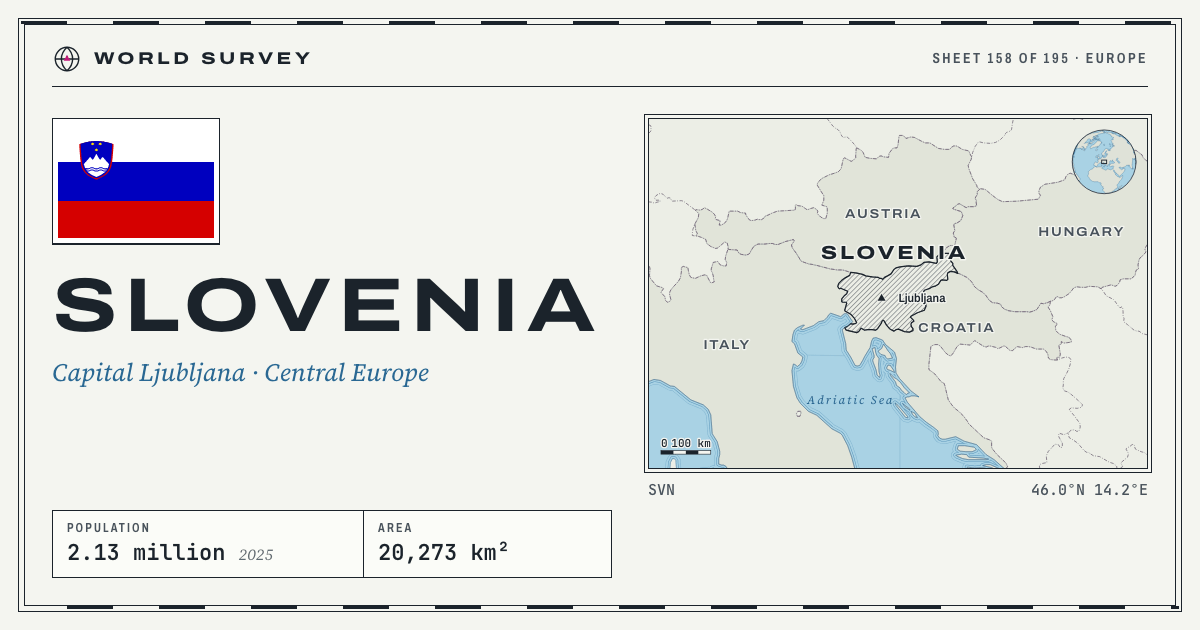 WORLD SURVEY
SHEET 158 OF 195 · EUROPE
SLOVENIA
Capital Ljubljana · Central Europe
POPULATION
2.13 million 2025
AREA
20,273 km²
AUSTRIA
HUNGARY
SLOVENIA
Ljubljana
CROATIA
ITALY
Adriatic Sea
0 100 km
SVN
46.0°N 14.2°E